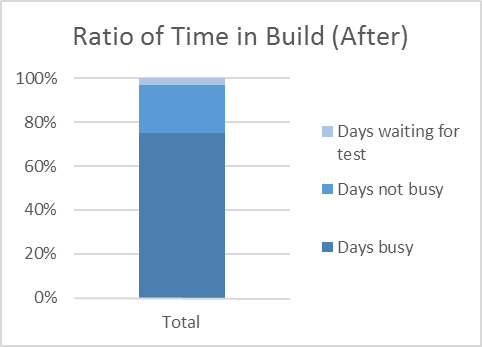 Ratio of Time in Build (After)
100%
80%
60%
40%
20%
0%
Total
Days waiting for
test
Days not busy
Days busy